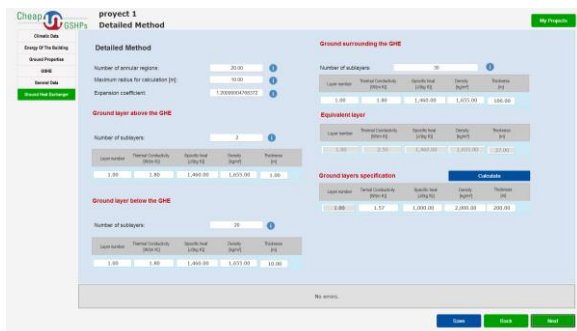 Cheap
GSHPs
proyect 1
Detailed Method
My Projects
Climatic Data
Energy Of The Building
Ground Properties
GSHE
General Data
Ground Heat Exchanger
Detailed Method
Number of annular regions:
20.00
Maximum radius for calculation [m]:
10.00
Expansion coefficient:
Ground layer above the GHE
Number of sublayers:
2
Layer number
Thermal Conductivity [W/(m·K)]
Specific heat [J/(kg·K)]
Density [kg/m³]
Thickness [m]
1.00 1.80 1,460.00 1,655.00 1.00
Ground layer below the GHE
Number of sublayers:
20
Layer number
Thermal Conductivity [W/(m·K)]
Specific heat [J/(kg·K)]
Density [kg/m³]
Thickness [m]
1.00 1.80 1,460.00 1,655.00 10.00
Ground surrounding the GHE
Number of sublayers:
Layer number
Thermal Conductivity [W/(m·K)]
Specific heat [J/(kg·K)]
Density [kg/m³]
Thickness [m]
1.00 1.80 1,460.00 1,655.00 100.00
Equivalent layer
Layer number
Thermal Conductivity [W/(m·K)]
Specific heat [J/(kg·K)]
Density [kg/m³]
Thickness [m]
Ground layers specification
Calculate
Layer number
Thermal Conductivity [W/(m·K)]
Specific heat [J/(kg·K)]
Density [kg/m³]
Thickness [m]
1.00 1.57 1,000.00 2,000.00 200.00
No errors.
Save
Back
Next